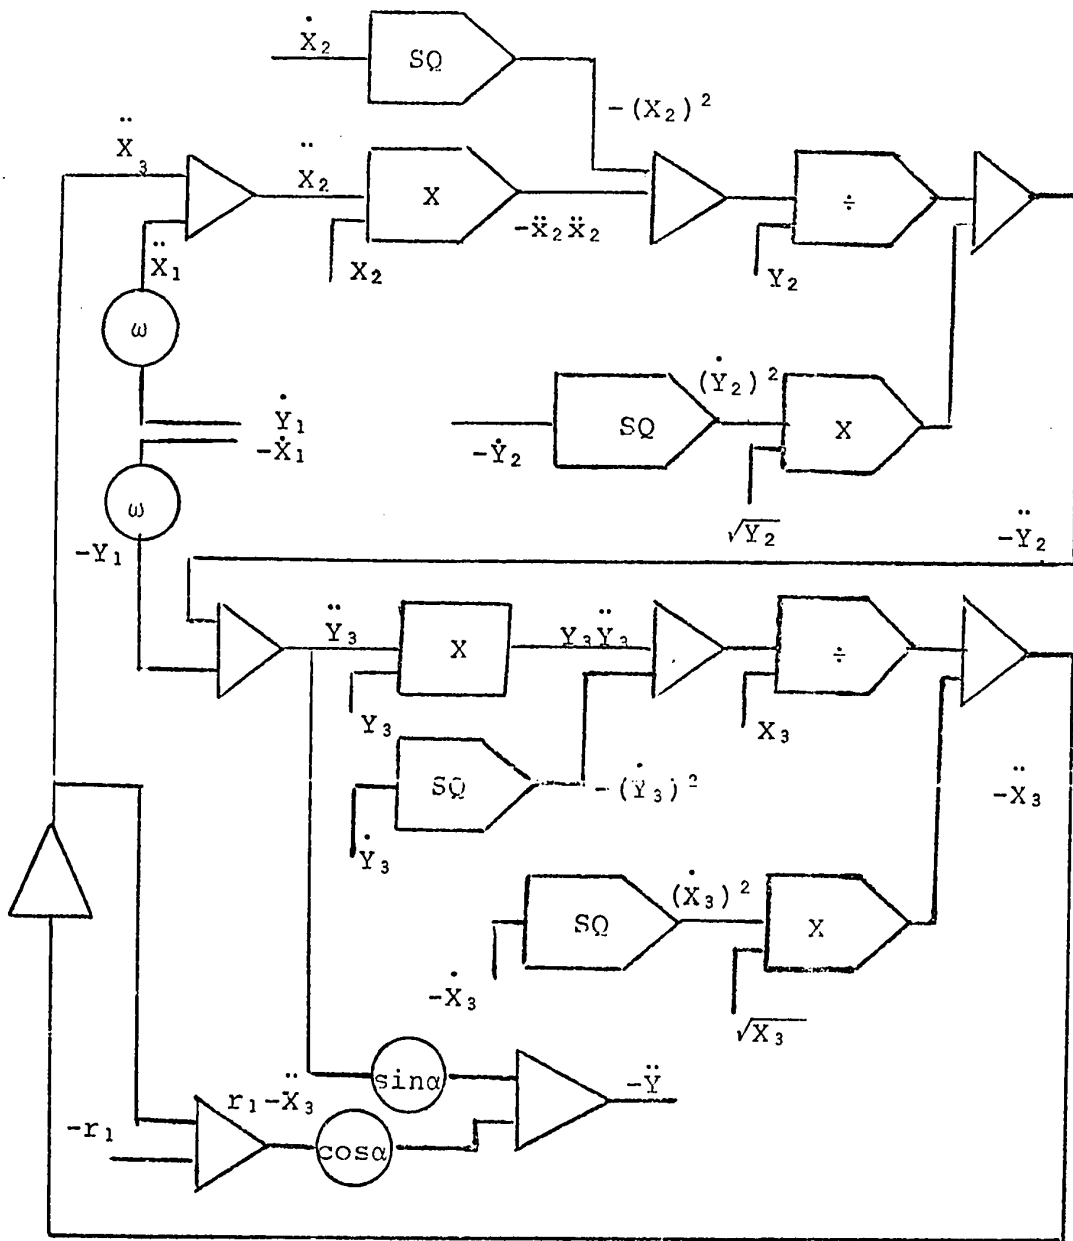 Ẋ₂
SQ
-(X₂)²
Ẍ₃
Ẍ₂
X
-Ẍ₂Ẍ₂
÷
Ẍ₁
X₂
Y₂
ω
(Ẏ₂)²
Ẏ₁
-Ẋ₁
SQ
X
-Ẏ₂
ω
√Y₂
-Ÿ₂
-Y₁
Ÿ₃
X
Y₃Ÿ₃
÷
Y₃
X₃
SQ
-(Ẏ₃)²
-Ẍ₃
Ẏ₃
(Ẋ₃)²
SQ
X
-Ẋ₃
√X₃
sinα
-Ÿ
r₁-Ẍ₃
-r₁
cosα